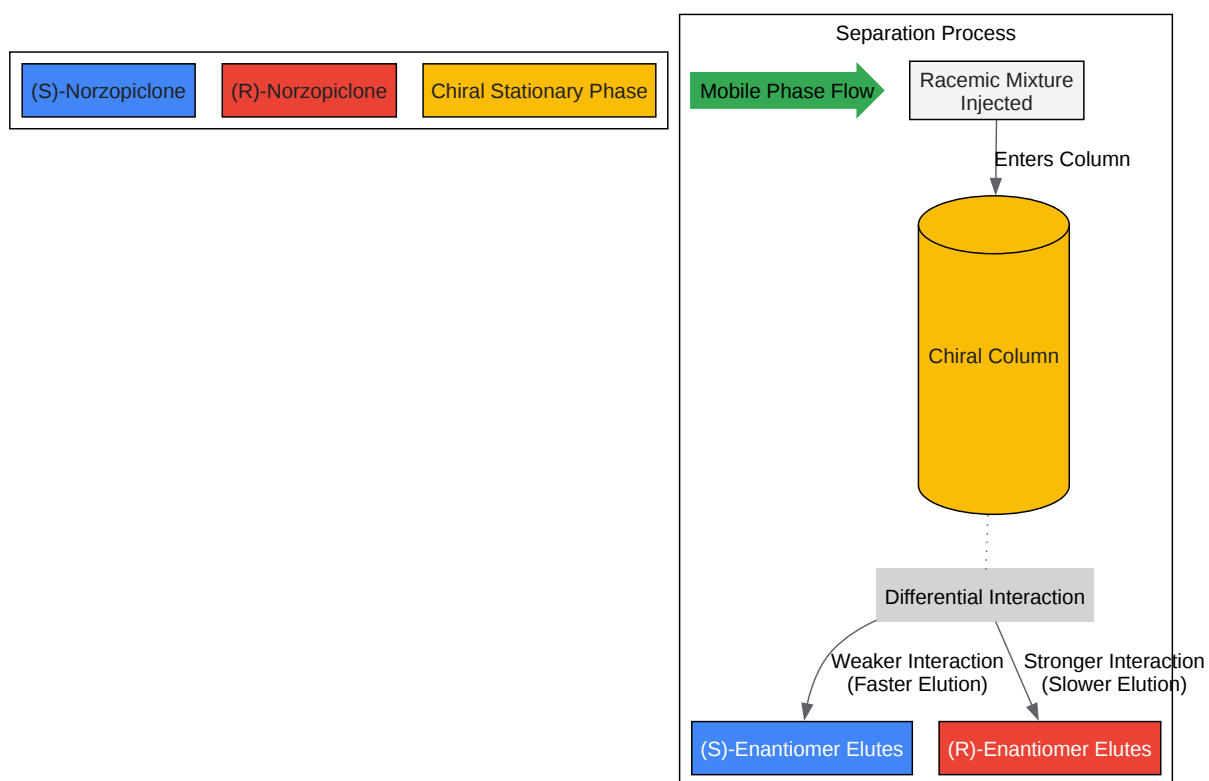 (S)-Norzopiclone
(R)-Norzopiclone
Chiral Stationary Phase
Separation Process
Mobile Phase Flow
Racemic Mixture
Injected
Enters Column
Chiral Column
Differential Interaction
Weaker Interaction
(Faster Elution)
Stronger Interaction
(Slower Elution)
(S)-Enantiomer Elutes
(R)-Enantiomer Elutes